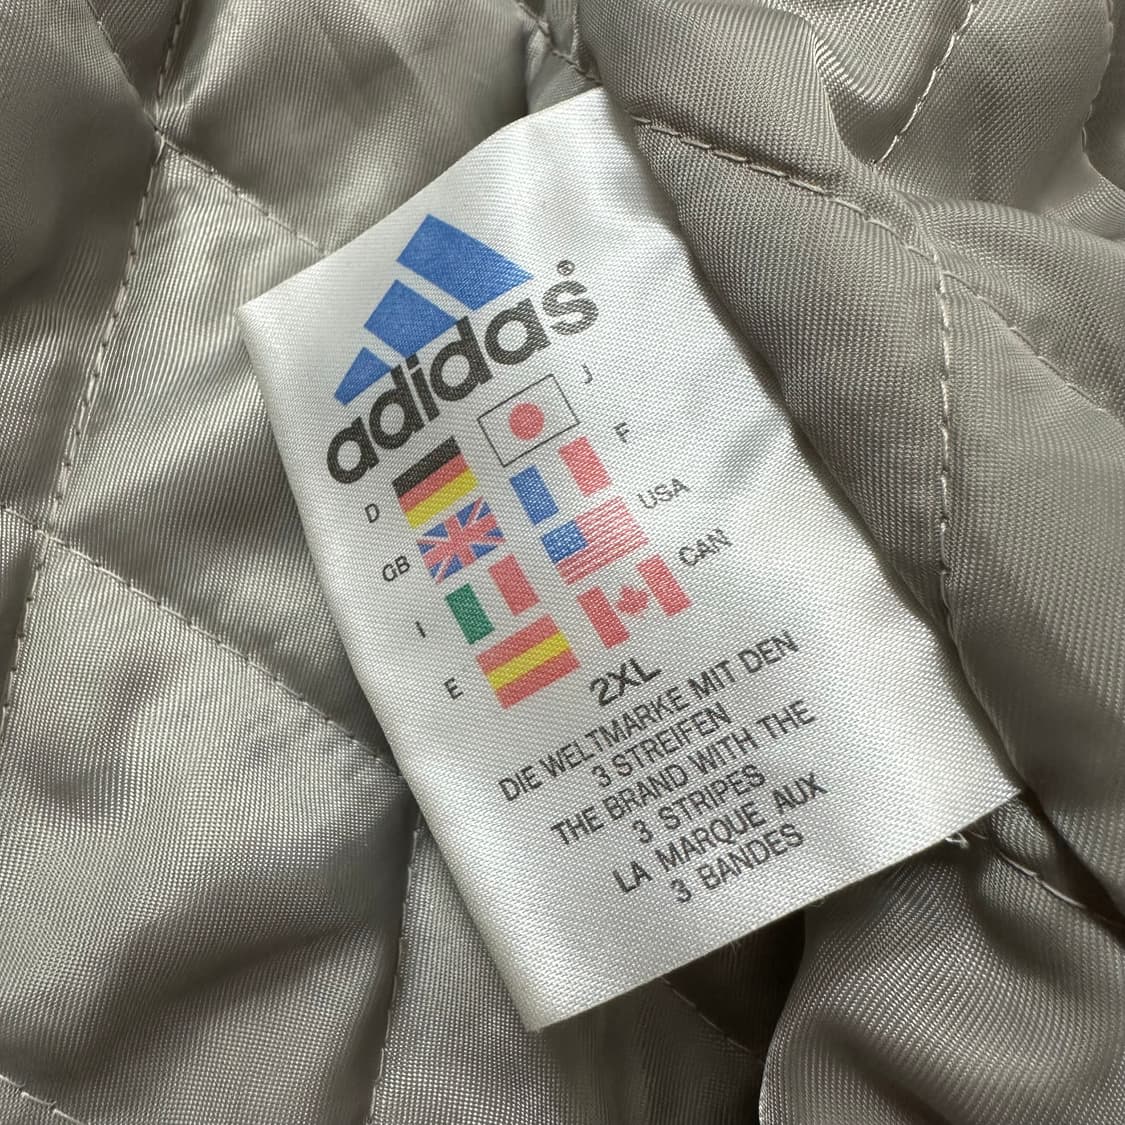 adidas®
J
D
F
GB
USA
I
CAN
E
2XL
DIE WELTMARKE MIT DEN
3 STREIFEN
THE BRAND WITH THE
3 STRIPES
LA MARQUE AUX
3 BANDES